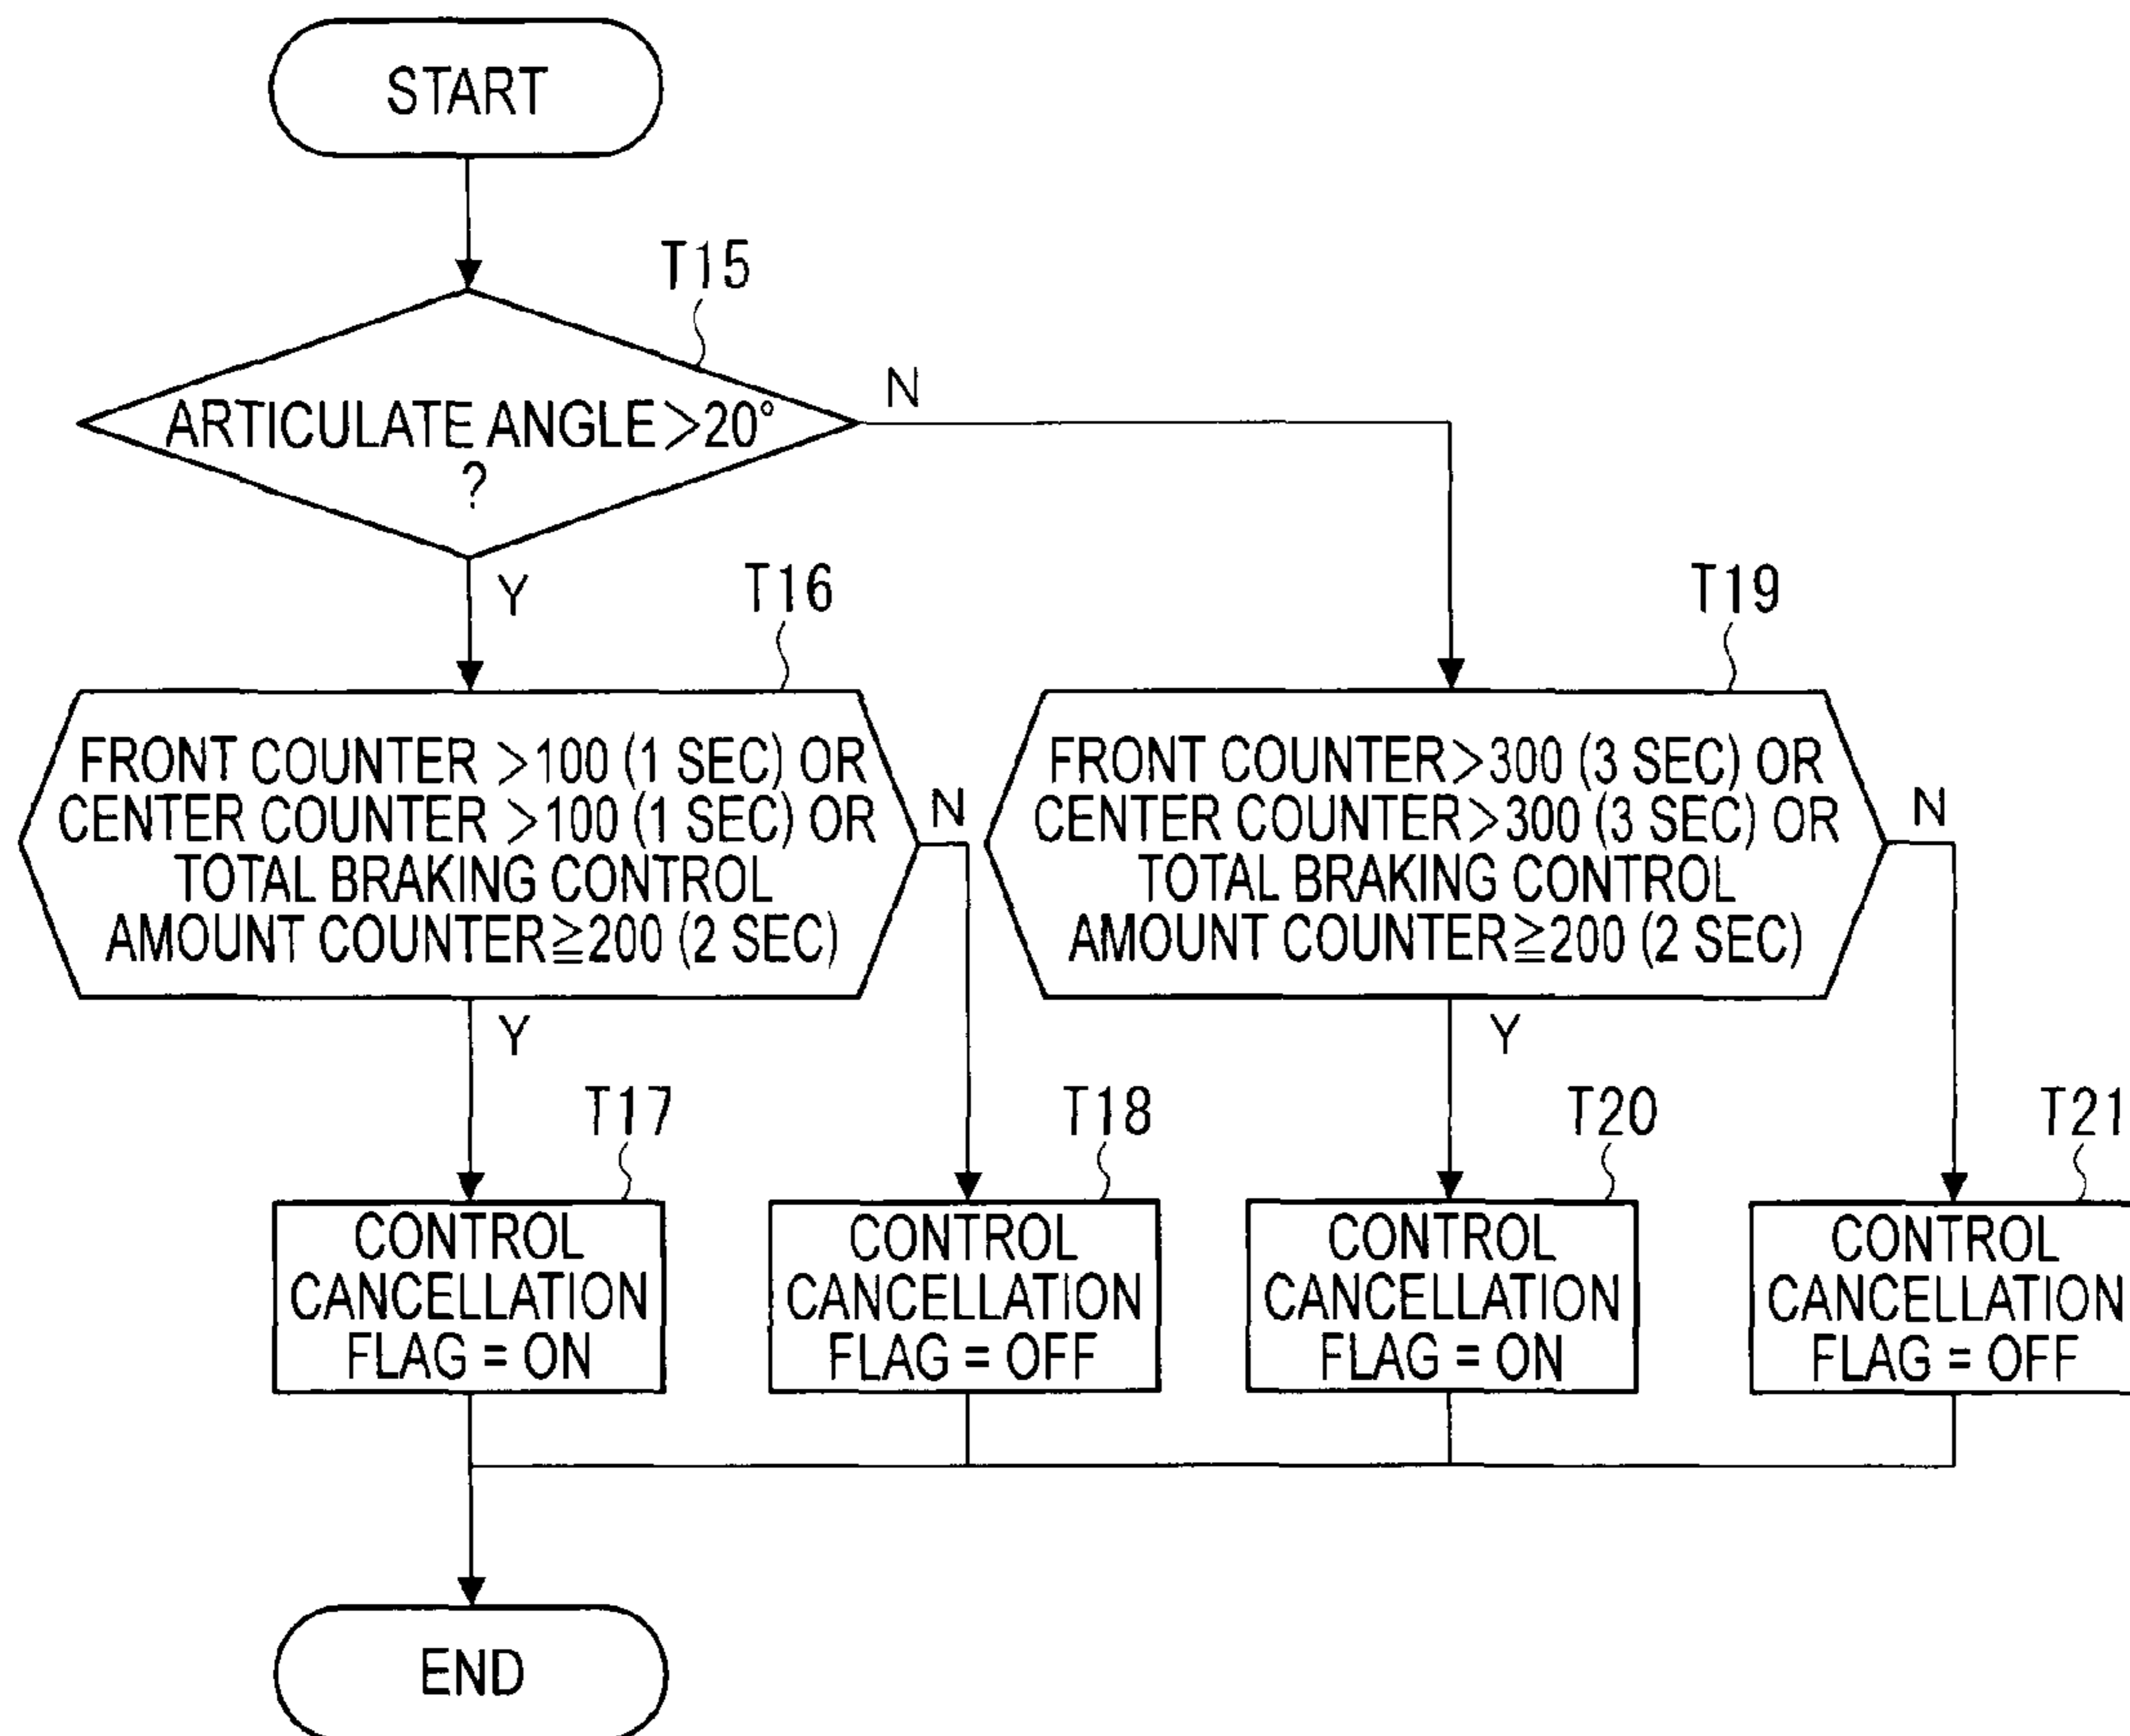 START
T15
ARTICULATE ANGLE>20°
?
N
Y
T16
FRONT COUNTER >100 (1 SEC) OR
CENTER COUNTER >100 (1 SEC) OR
TOTAL BRAKING CONTROL
AMOUNT COUNTER≧200 (2 SEC)
N
Y
T19
FRONT COUNTER>300 (3 SEC) OR
CENTER COUNTER>300 (3 SEC) OR
TOTAL BRAKING CONTROL
AMOUNT COUNTER≧200 (2 SEC)
N
Y
T17
CONTROL
CANCELLATION
FLAG = ON
T18
CONTROL
CANCELLATION
FLAG = OFF
T20
CONTROL
CANCELLATION
FLAG = ON
T21
CONTROL
CANCELLATION
FLAG = OFF
END